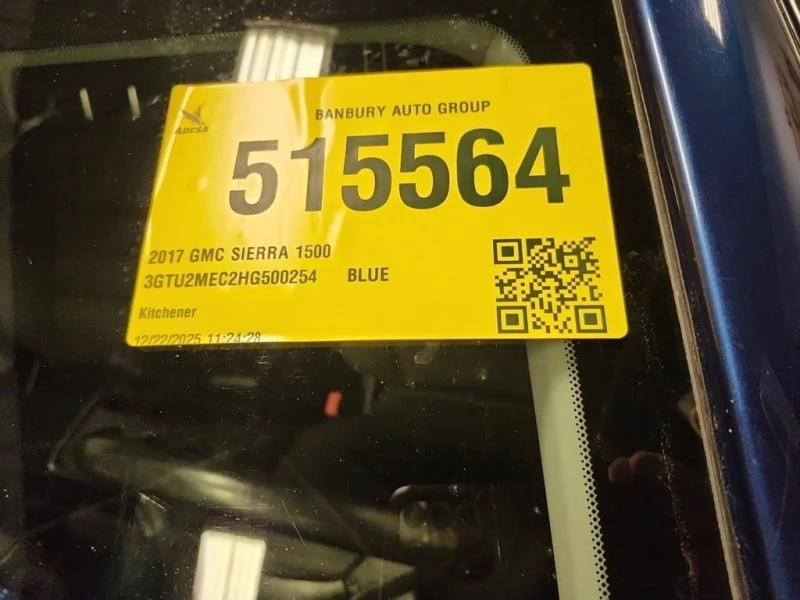 ADESA
BANBURY AUTO GROUP
515564
2017 GMC SIERRA 1500
3GTU2MEC2HG500254 BLUE
Kitchener
12/22/2025 11:24:28